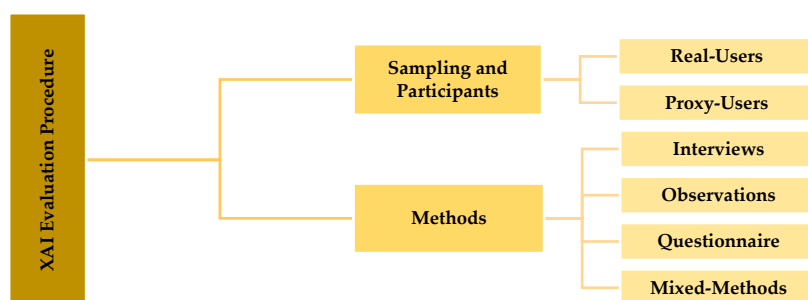 XAI Evaluation Procedure
Sampling and
Participants
Real-Users
Proxy-Users
Methods
Interviews
Observations
Questionnaire
Mixed-Methods